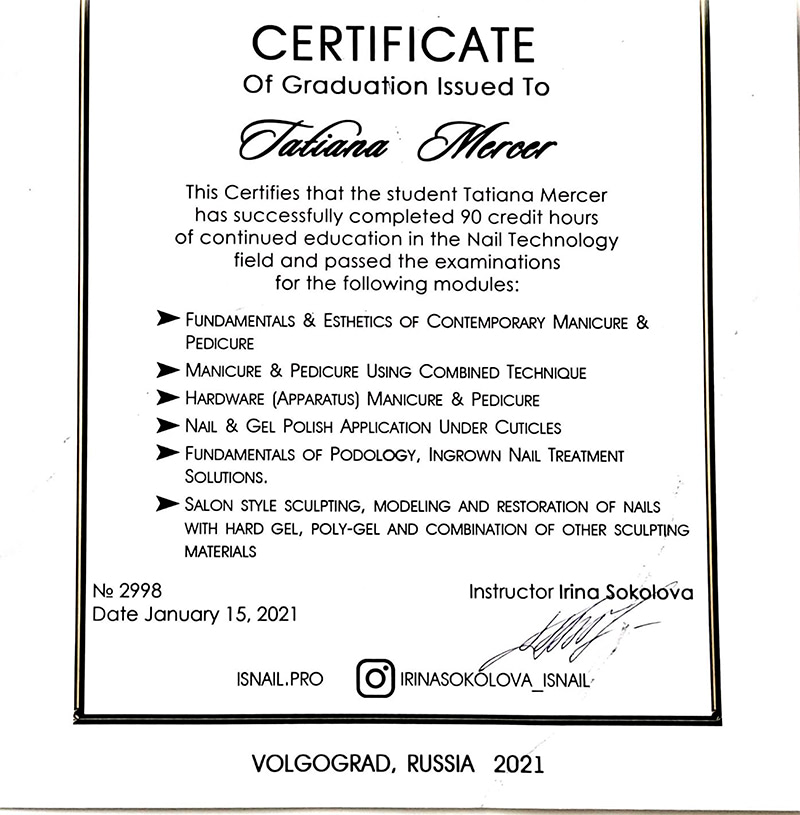 CERTIFICATE
Of Graduation Issued To
Tatiana Mercer
This Certifies that the student Tatiana Mercer
has successfully completed 90 credit hours
of continued education in the Nail Technology
field and passed the examinations
for the following modules:
➤ FUNDAMENTALS & ESTHETICS OF CONTEMPORARY MANICURE &
PEDICURE
➤ MANICURE & PEDICURE USING COMBINED TECHNIQUE
➤ HARDWARE (APPARATUS) MANICURE & PEDICURE
➤ NAIL & GEL POLISH APPLICATION UNDER CUTICLES
➤ FUNDAMENTALS OF PODOLOGY, INGROWN NAIL TREATMENT
SOLUTIONS.
➤ SALON STYLE SCULPTING, MODELING AND RESTORATION OF NAILS
WITH HARD GEL, POLY-GEL AND COMBINATION OF OTHER SCULPTING
MATERIALS
№ 2998
Instructor Irina Sokolova
Date January 15, 2021
ISNAIL.PRO IRINASOKOLOVA_ISNAIL
VOLGOGRAD, RUSSIA 2021